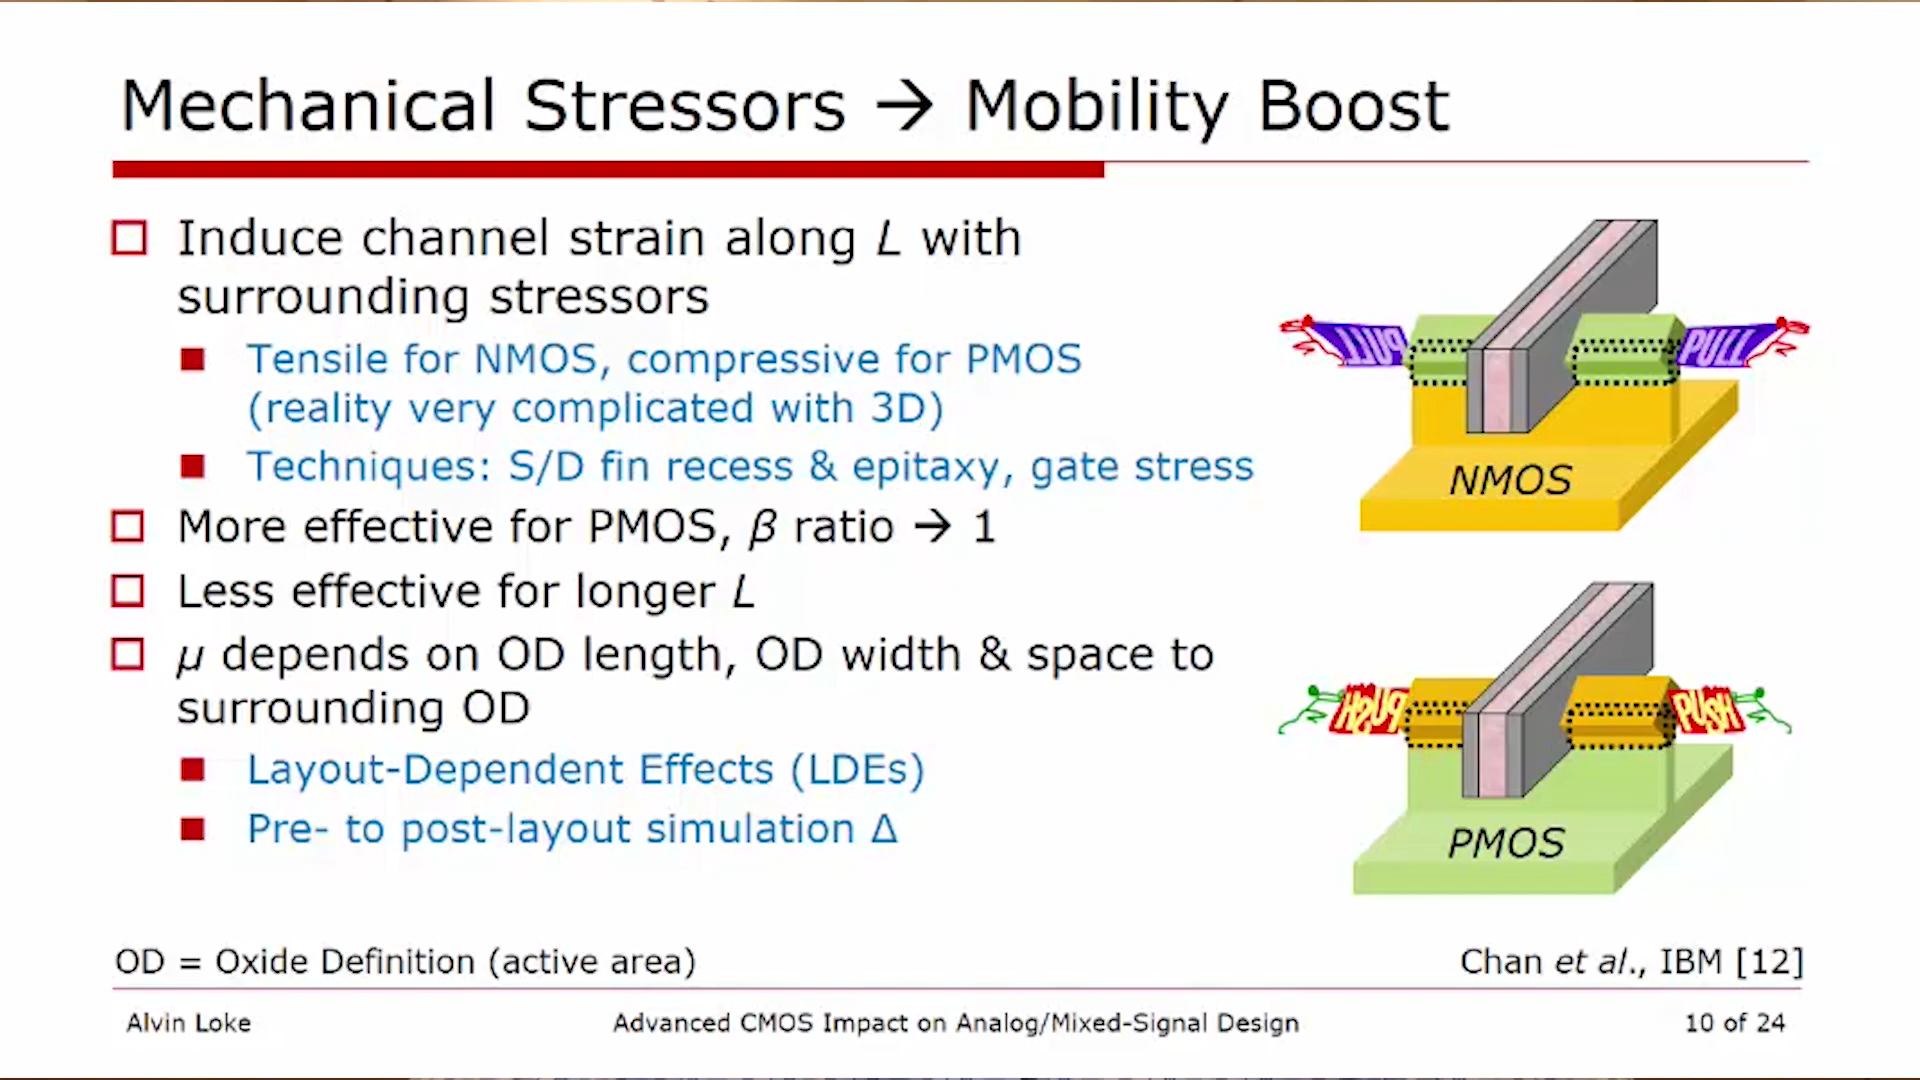 Mechanical Stressors → Mobility Boost
Induce channel strain along L with
surrounding stressors
Tensile for NMOS, compressive for PMOS
(reality very complicated with 3D)
Techniques: S/D fin recess & epitaxy, gate stress
More effective for PMOS, β ratio → 1
Less effective for longer L
μ depends on OD length, OD width & space to
surrounding OD
Layout-Dependent Effects (LDEs)
Pre- to post-layout simulation Δ
PULL
PULL
NMOS
PUSH
PUSH
PMOS
OD = Oxide Definition (active area)
Chan et al., IBM [12]
Alvin Loke
Advanced CMOS Impact on Analog/Mixed-Signal Design
10 of 24